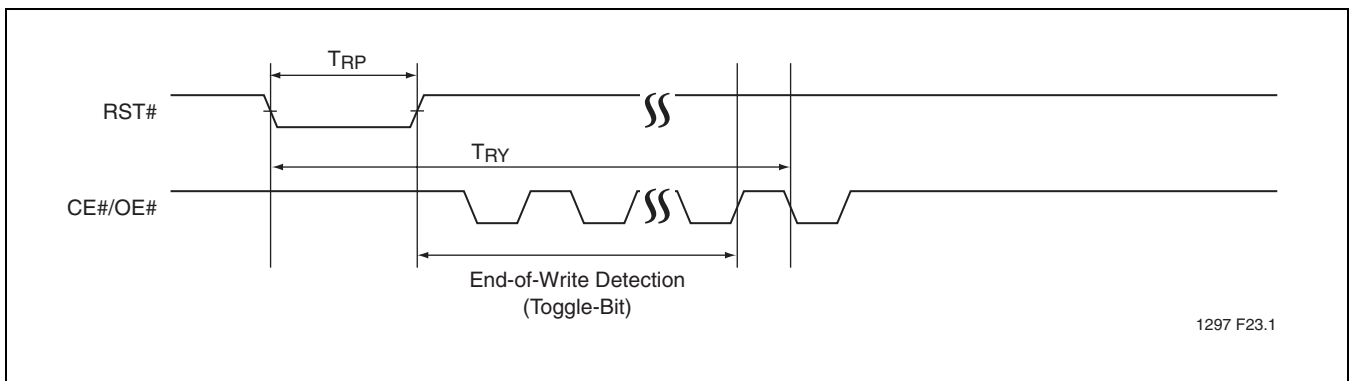 TRP
RST#
TRY
CE#/OE#
End-of-Write Detection
(Toggle-Bit)
1297 F23.1